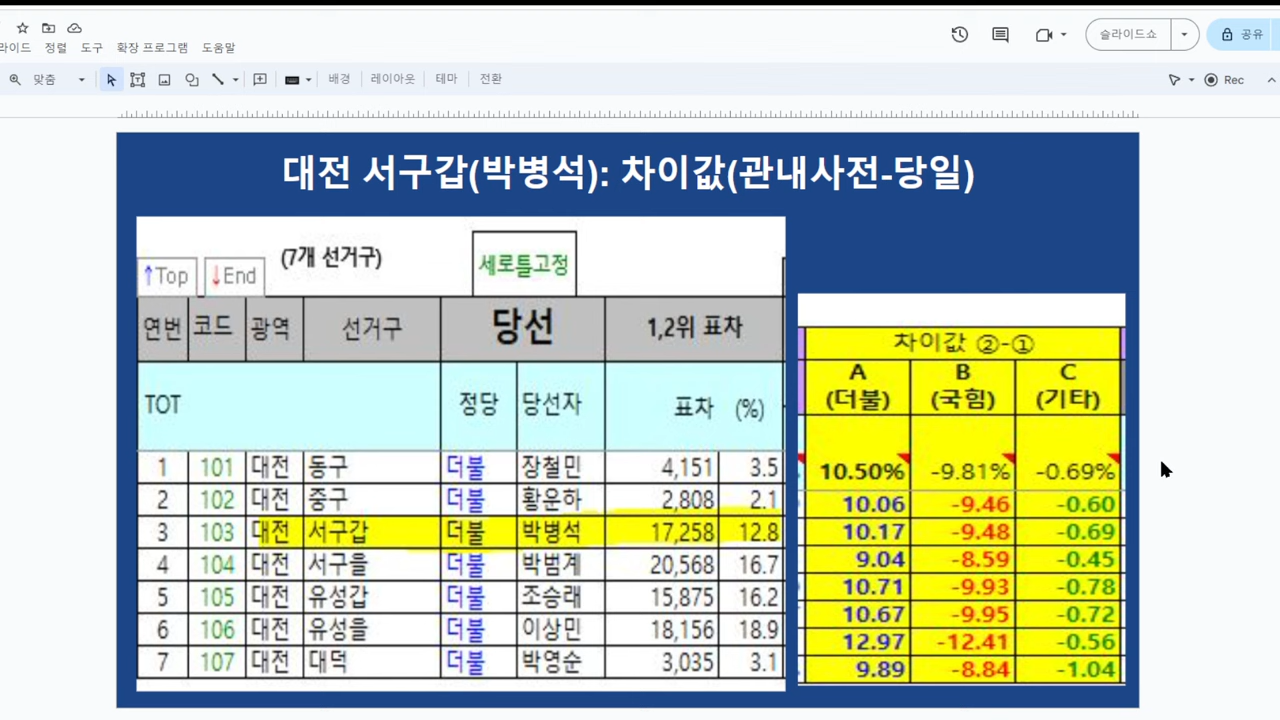 라이드 정렬 도구 확장 프로그램 도움말
슬라이드쇼
공유
맞춤 배경 레이아웃 테마 전환 Rec
대전 서구갑(박병석): 차이값(관내사전-당일)
(7개 선거구)
세로틀고정
↑Top ↓End
연번 코드 광역 선거구 당선 1,2위 표차
TOT 정당 당선자 표차 (%)
1 101 대전 동구 더불 장철민 4,151 3.5
2 102 대전 중구 더불 황운하 2,808 2.1
3 103 대전 서구갑 더불 박병석 17,258 12.8
4 104 대전 서구을 더불 박범계 20,568 16.7
5 105 대전 유성갑 더불 조승래 15,875 16.2
6 106 대전 유성을 더불 이상민 18,156 18.9
7 107 대전 대덕 더불 박영순 3,035 3.1
차이값 ②-①
A B C
(더불) (국힘) (기타)
10.50% -9.81% -0.69%
10.06 -9.46 -0.60
10.17 -9.48 -0.69
9.04 -8.59 -0.45
10.71 -9.93 -0.78
10.67 -9.95 -0.72
12.97 -12.41 -0.56
9.89 -8.84 -1.04